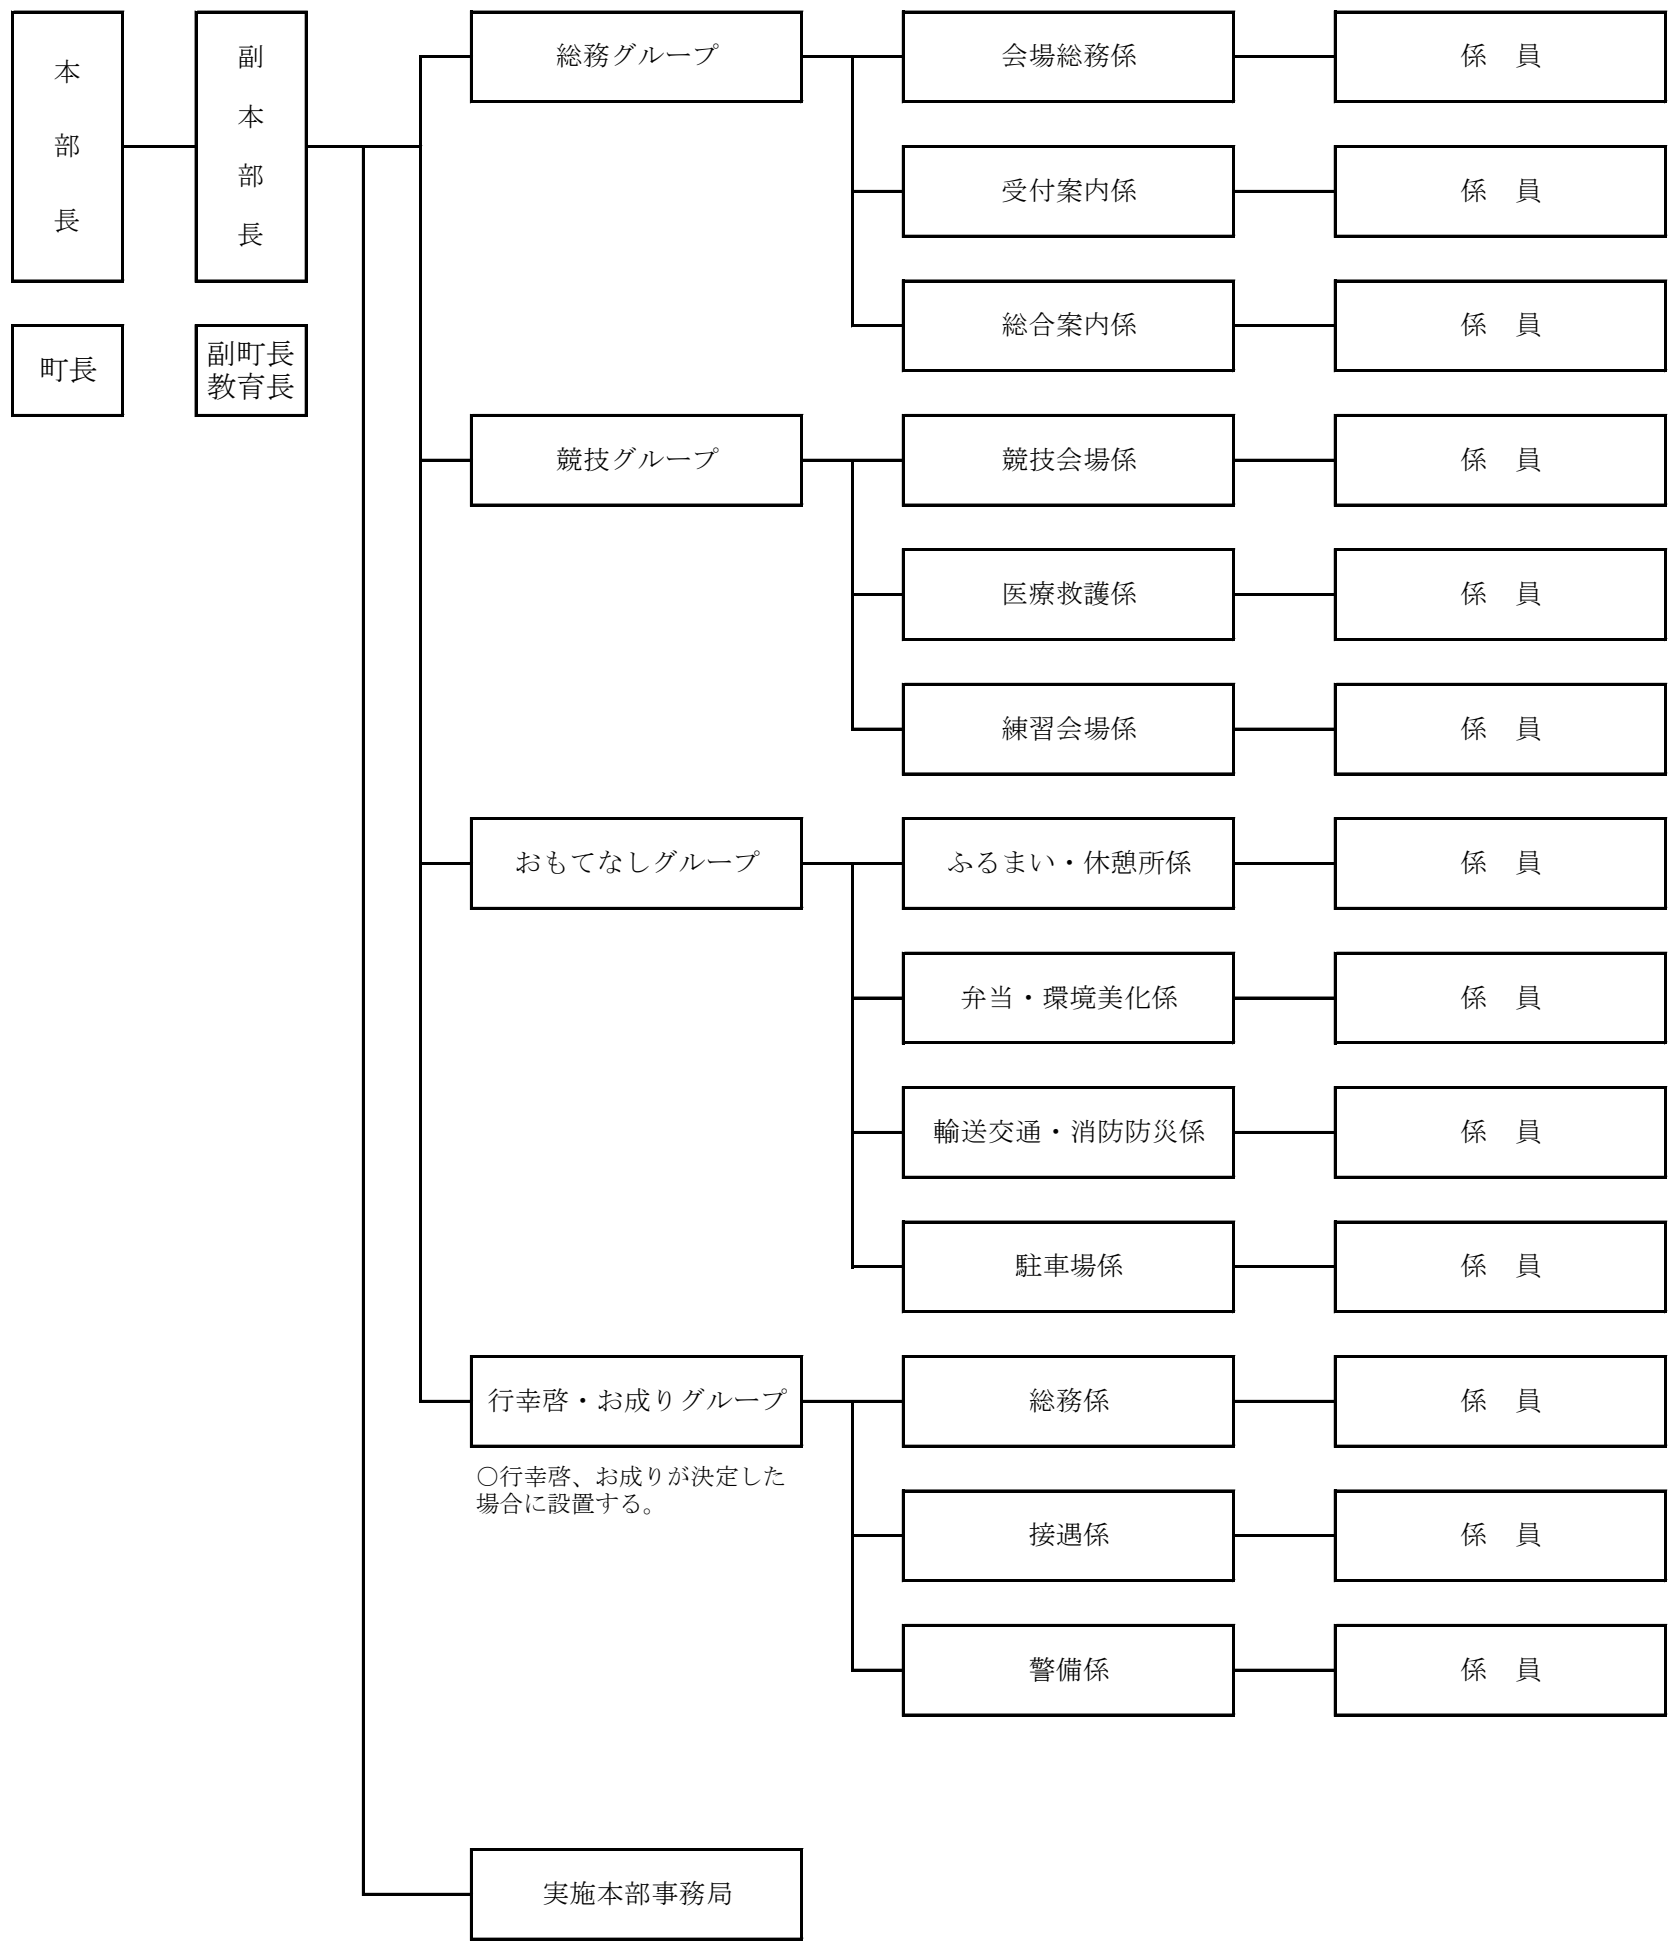 本部長
副本部長
町長
副町長
教育長
総務グループ
会場総務係
係　員
受付案内係
係　員
総合案内係
係　員
競技グループ
競技会場係
係　員
医療救護係
係　員
練習会場係
係　員
おもてなしグループ
ふるまい・休憩所係
係　員
弁当・環境美化係
係　員
輸送交通・消防防災係
係　員
駐車場係
係　員
行幸啓・お成りグループ
〇行幸啓、お成りが決定した
場合に設置する。
総務係
係　員
接遇係
係　員
警備係
係　員
実施本部事務局